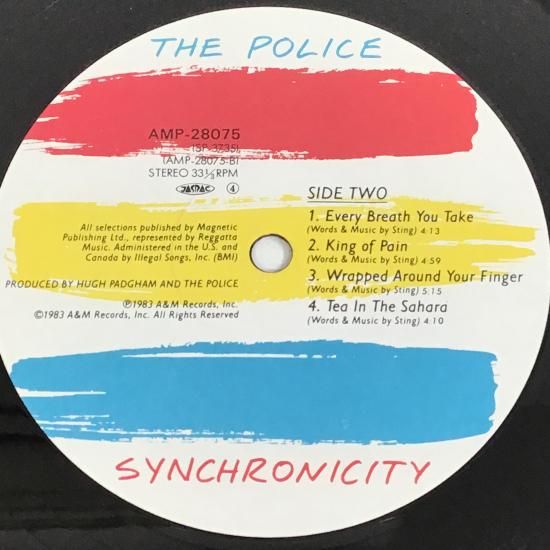 THE POLICE
AMP-28075
(SP-3735)
(AMP-28075-B)
STEREO 33⅓RPM
JASRAC ④
All selections published by Magnetic
Publishing Ltd., represented by Reggatta
Music. Administered in the U.S. and
Canada by Illegal Songs, Inc. (BMI)
PRODUCED BY HUGH PADGHAM AND THE POLICE
℗1983 A&M Records, Inc.
©1983 A&M Records, Inc. All Rights Reserved
SIDE TWO
1. Every Breath You Take
(Words & Music by Sting) 4:13
2. King of Pain
(Words & Music by Sting) 4:59
3. Wrapped Around Your Finger
(Words & Music by Sting) 5:15
4. Tea In The Sahara
(Words & Music by Sting) 4:10
SYNCHRONICITY